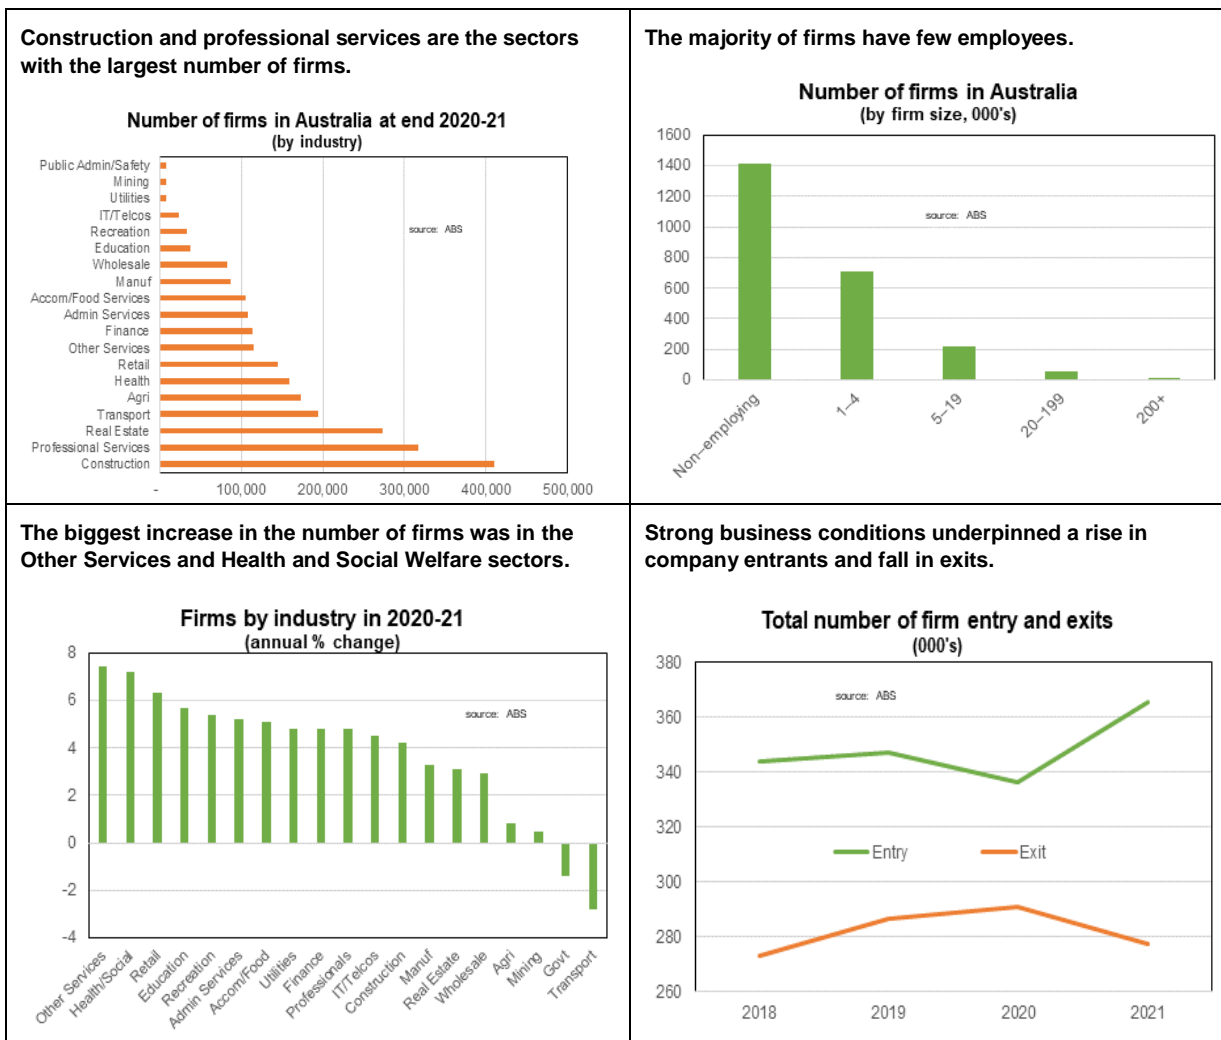 Construction and professional services are the sectors
with the largest number of firms.
Number of firms in Australia at end 2020-21
(by industry)
Public Admin/Safety
Mining
Utilities
IT/Telcos
Recreation
Education
Wholesale
Manuf
Accom/Food Services
Admin Services
Finance
Other Services
Retail
Health
Agri
Transport
Real Estate
Professional Services
Construction
source: ABS
- 100,000 200,000 300,000 400,000 500,000
The majority of firms have few employees.
Number of firms in Australia
(by firm size, 000's)
1600
1400
1200
1000
800
600
400
200
0
source: ABS
Non-employing
1–4
5–19
20–199
200+
The biggest increase in the number of firms was in the
Other Services and Health and Social Welfare sectors.
Firms by industry in 2020-21
(annual % change)
8
6
4
2
0
-2
-4
source: ABS
Other Services
Health/Social
Retail
Education
Recreation
Admin Services
Accom/Food
Utilities
Finance
Professionals
IT/Telcos
Construction
Manuf
Real Estate
Wholesale
Agri
Mining
Govt
Transport
Strong business conditions underpinned a rise in
company entrants and fall in exits.
Total number of firm entry and exits
(000's)
380
360
340
320
300
280
260
source: ABS
Entry Exit
2018 2019 2020 2021